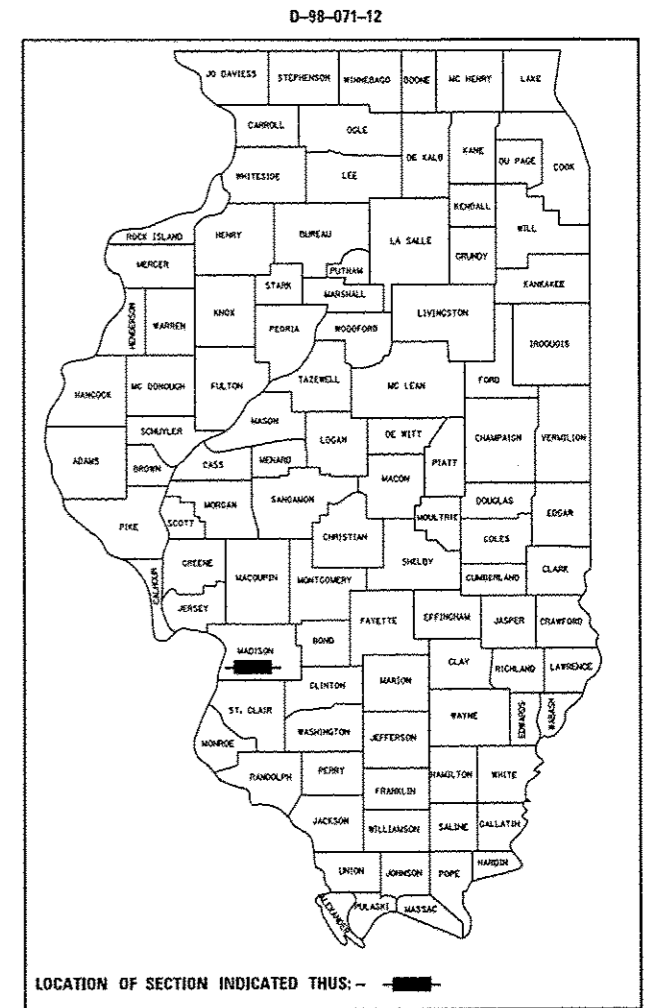 D-98-071-12
JO DAVIESS STEPHENSON WINNEBAGO BOONE MC HENRY LAKE
CARROLL OGLE DE KALB KANE DU PAGE COOK
WHITESIDE LEE KENDALL WILL
ROCK ISLAND HENRY BUREAU LA SALLE GRUNDY
MERCER PUTNAM KANKAKEE
STARK MARSHALL
HENDERSON WARREN KNOX PEORIA WOODFORD LIVINGSTON IROQUOIS
HANCOCK MC DONOUGH FULTON TAZEWELL MC LEAN FORD
MASON
SCHUYLER LOGAN DE WITT CHAMPAIGN VERMILION
ADAMS BROWN CASS MENARD MACON PIATT
PIKE SCOTT MORGAN SANGAMON MOULTRIE DOUGLAS EDGAR
CHRISTIAN COLES
CALHOUN GREENE MACOUPIN MONTGOMERY SHELBY CUMBERLAND CLARK
JERSEY FAYETTE EFFINGHAM JASPER CRAWFORD
MADISON BOND
CLINTON MARION CLAY RICHLAND LAWRENCE
ST. CLAIR WASHINGTON WAYNE EDWARDS WABASH
MONROE JEFFERSON
RANDOLPH PERRY HAMILTON WHITE
FRANKLIN
JACKSON WILLIAMSON SALINE GALLATIN
UNION JOHNSON POPE HARDIN
ALEXANDER PULASKI MASSAC
LOCATION OF SECTION INDICATED THUS: -